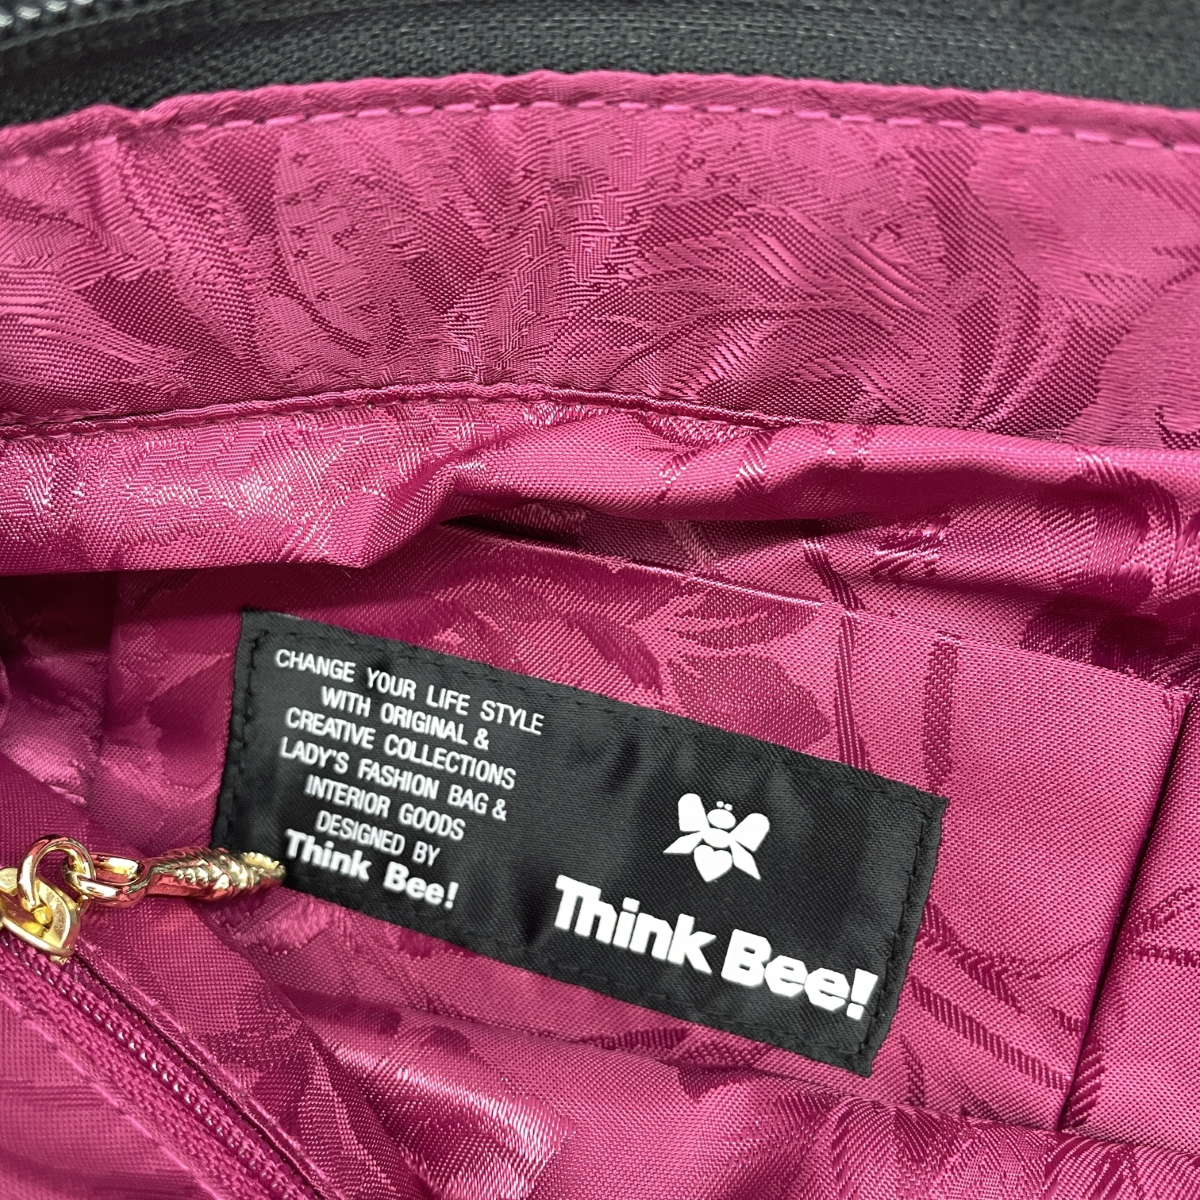 CHANGE YOUR LIFE STYLE
WITH ORIGINAL &
CREATIVE COLLECTIONS
LADY'S FASHION BAG &
INTERIOR GOODS
DESIGNED BY
Think Bee!
Think Bee!